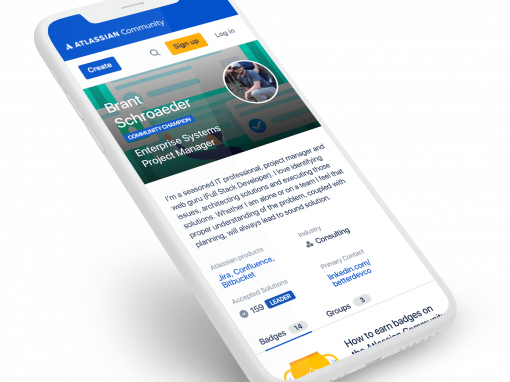 ATLASSIAN Community
Create
Sign up
Log in
Brant
Schroaeder
COMMUNITY CHAMPION
Enterprise Systems
Project Manager
I'm a seasoned IT professional, project manager and
web guru (Full Stack Developer). I love identifying
issues, architecting solutions and executing those
solutions. Whether I am alone or on a team I feel that
proper understanding of the problem, coupled with
planning, will always lead to sound solution.
Atlassian products
Jira, Confluence,
Bitbucket
Industry
Consulting
Accepted Solutions
159 LEADER
Primary Contact
linkedin.com/
betterdevco
Badges 14
Groups 3
How to earn badges on
the Atlassian Community